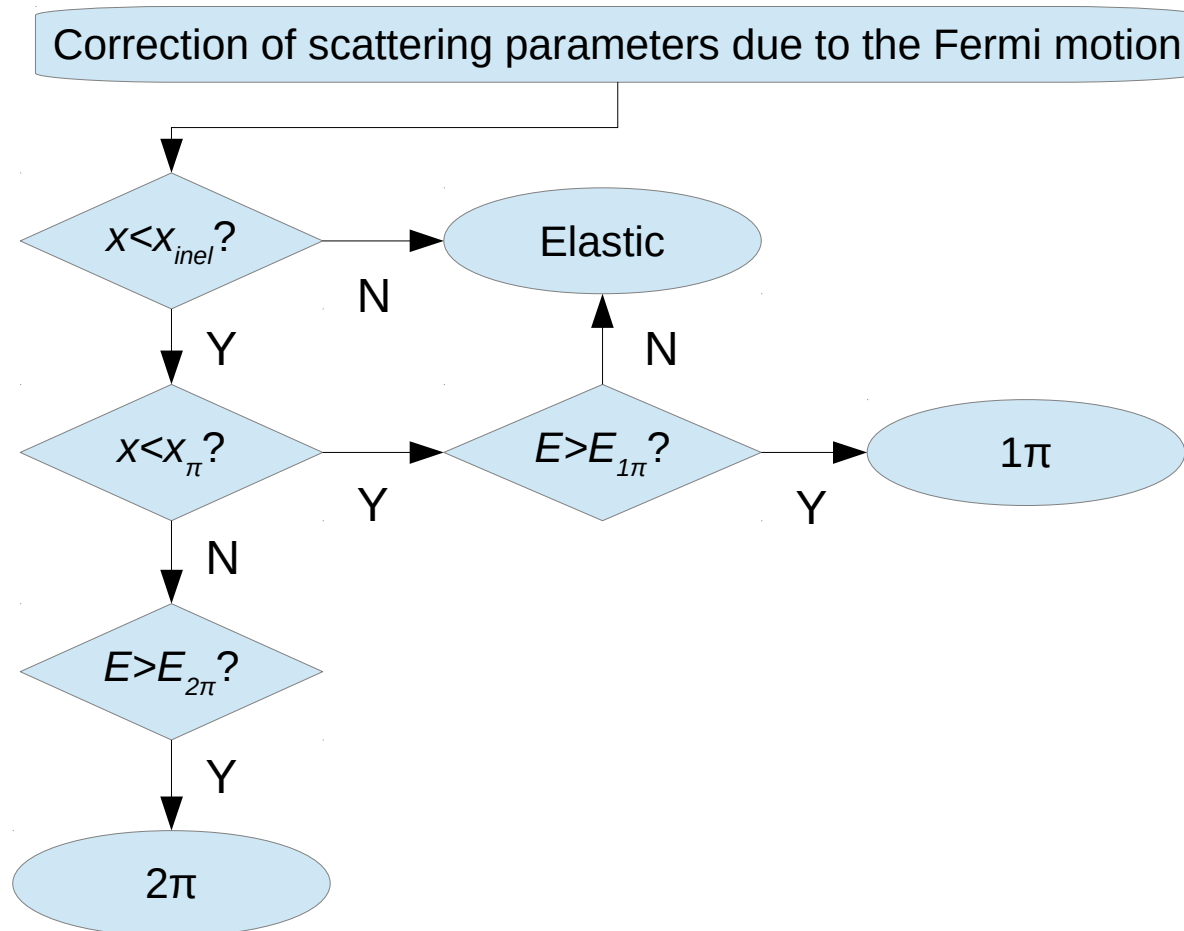 Correction of scattering parameters due to the Fermi motion
x<x_inel?
Elastic
N
Y
N
x<x_π?
E>E_1π?
1π
Y
Y
N
E>E_2π?
Y
2π